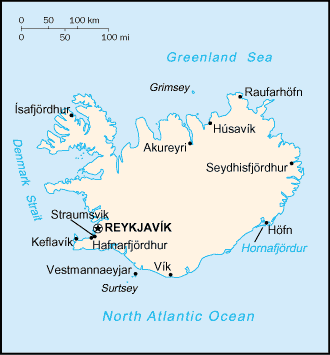 0 50 100 km
0 50 100 mi
Greenland Sea
Grimsey
Raufarhöfn
Ísafjördhur
Húsavík
Akureyri
Denmark Strait
Seydhisfjördhur
Straumsvik
REYKJAVÍK
Höfn
Keflavík
Hafnarfjördhur
Hornafjördur
Vestmannaeyjar
Vík
Surtsey
North Atlantic Ocean